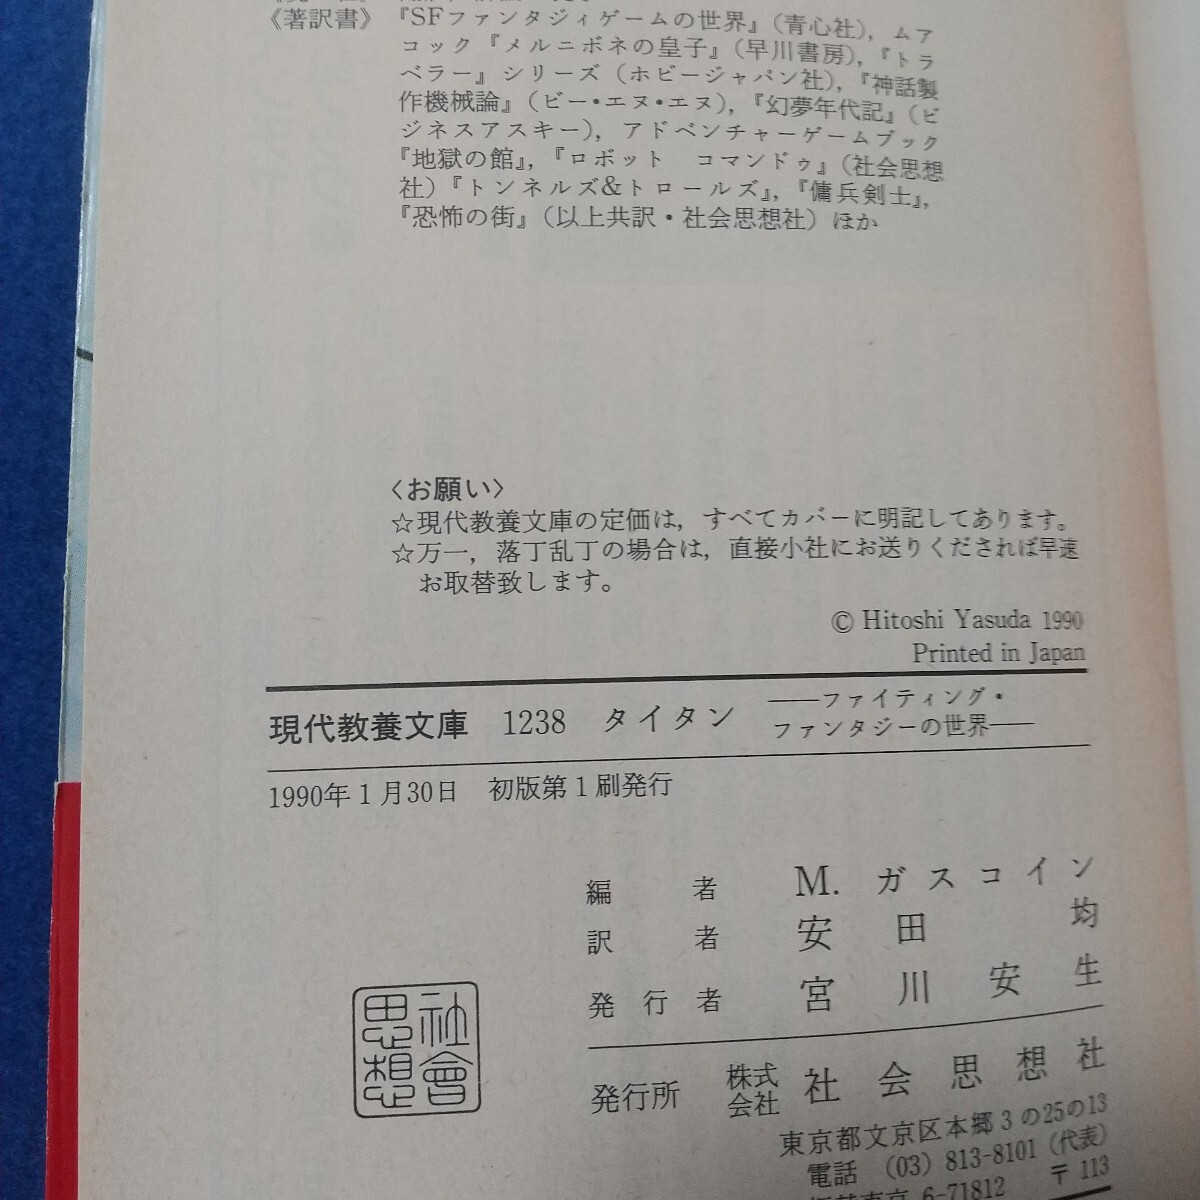 《著訳書》『SFファンタジィゲームの世界』(青心社), ムア
コック『メルニボネの皇子』(早川書房),『トラ
ベラー』シリーズ(ホビージャパン社),『神話製
作機械論』(ビー・エヌ・エヌ),『幻夢年代記』(ビ
ジネスアスキー), アドベンチャーゲームブック
『地獄の館』,『ロボット コマンドゥ』(社会思想
社)『トンネルズ&トロールズ』,『傭兵剣士』,
『恐怖の街』(以上共訳・社会思想社)ほか
〈お願い〉
☆現代教養文庫の定価は, すべてカバーに明記してあります。
☆万一, 落丁乱丁の場合は, 直接小社にお送りくだされば早速
お取替致します。
© Hitoshi Yasuda 1990
Printed in Japan
現代教養文庫 1238 タイタン ――ファイティング・
ファンタジーの世界――
1990年1月30日 初版第1刷発行
編者 M. ガスコイン
訳者 安田均
発行者 宮川安生
社會思想
発行所 株式会社 社会思想社
東京都文京区本郷3の25の13
電話 (03) 813-8101 (代表)
6-71812 〒113